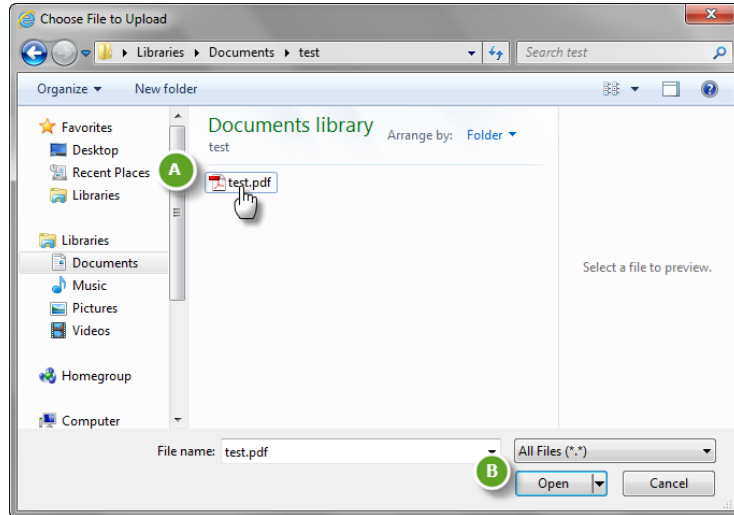 Choose File to Upload
Libraries Documents test
Search test
Organize New folder
Favorites
Desktop
Recent Places
Libraries
Libraries
Documents
Music
Pictures
Videos
Homegroup
Computer
Documents library
test
Arrange by: Folder
A
test.pdf
Select a file to preview.
File name: test.pdf
All Files (*.*)
B
Open Cancel